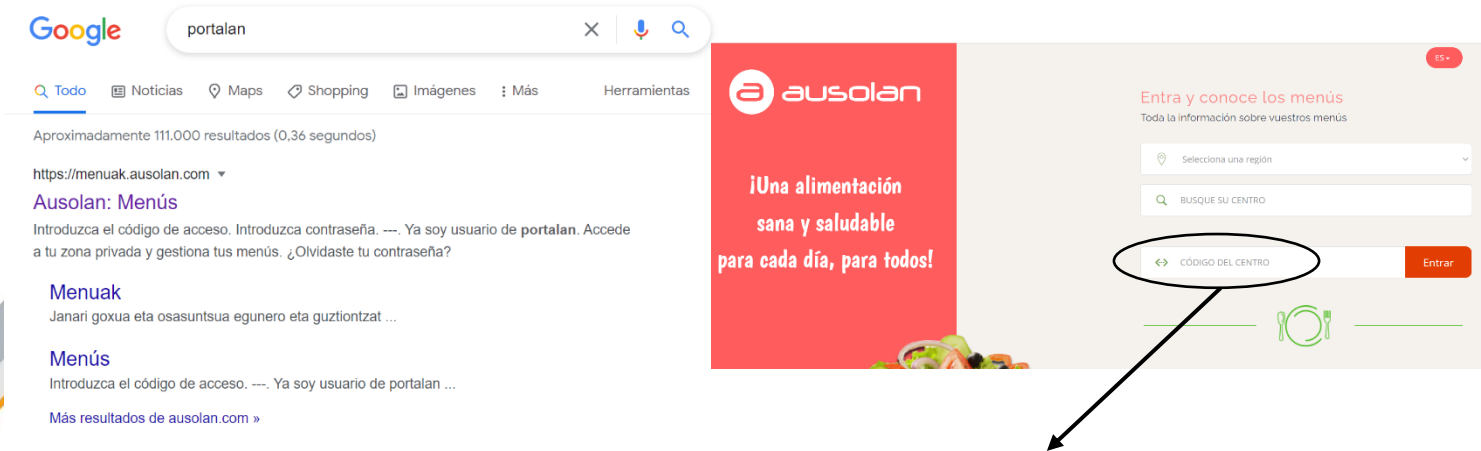 Google
portalan
Todo
Noticias
Maps
Shopping
Imágenes
Más
Herramientas
Aproximadamente 111.000 resultados (0,36 segundos)
https://menuak.ausolan.com
Ausolan: Menús
Introduzca el código de acceso. Introduzca contraseña. ---. Ya soy usuario de portalan. Accede
a tu zona privada y gestiona tus menús. ¿Olvidaste tu contraseña?
Menuak
Janari goxua eta osasuntsua egunero eta guztiontzat ...
Menús
Introduzca el código de acceso. ---. Ya soy usuario de portalan ...
Más resultados de ausolan.com »
ausolan
¡Una alimentación
sana y saludable
para cada día, para todos!
ES
Entra y conoce los menús
Toda la información sobre vuestros menús
Selecciona una región
BUSQUE SU CENTRO
CÓDIGO DEL CENTRO
Entrar